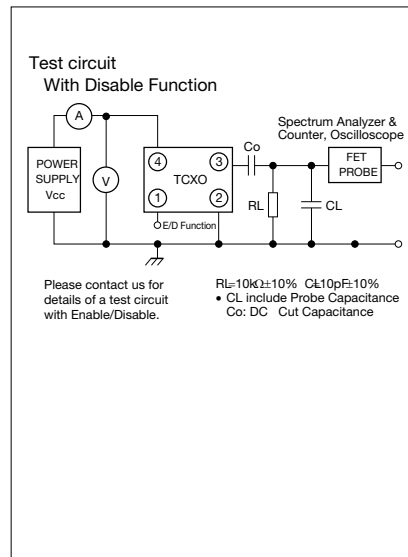 Test circuit
With Disable Function
A
Co
Spectrum Analyzer &
Counter, Oscilloscope
POWER
SUPPLY
Vcc
V
4
3
TCXO
1
2
FET
PROBE
RL
CL
E/D Function
Please contact us for
details of a test circuit
with Enable/Disable.
RL=10kΩ±10% CL=10pF±10%
• CL include Probe Capacitance
Co: DC Cut Capacitance